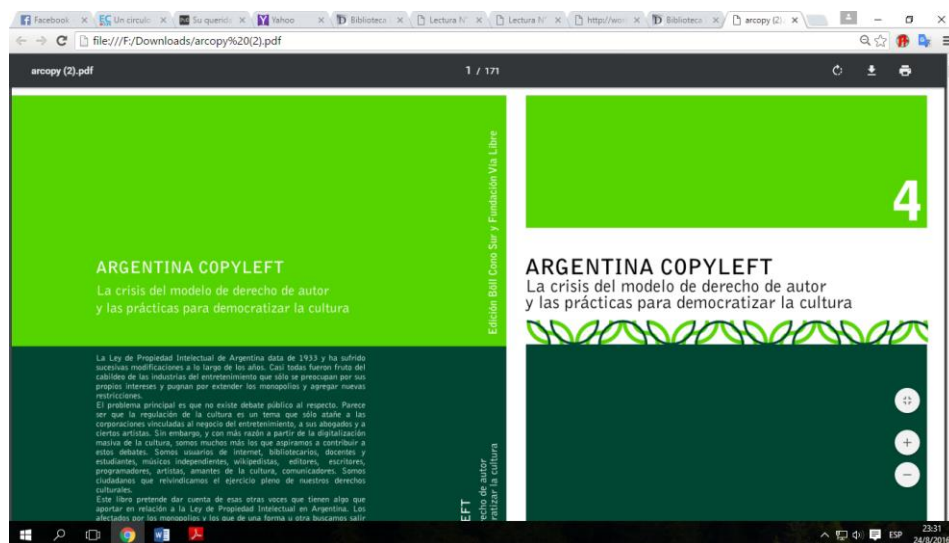 Facebook
Un circulo
Su querida
Yahoo
Biblioteca
Lectura N°
Lectura N°
http://wor
Biblioteca
arcopy (2).
file:///F:/Downloads/arcopy%20(2).pdf
arcopy (2).pdf
1 / 171
ARGENTINA COPYLEFT
La crisis del modelo de derecho de autor
y las prácticas para democratizar la cultura
La Ley de Propiedad Intelectual de Argentina data de 1933 y ha sufrido
sucesivas modificaciones a lo largo de los años. Casi todas fueron fruto del
cabildeo de las industrias del entretenimiento que sólo se preocupan por sus
propios intereses y pugnan por extender los monopolios y agregar nuevas
restricciones.
El problema principal es que no existe debate público al respecto. Parece
ser que la regulación de la cultura es un tema que sólo atañe a las
corporaciones vinculadas al negocio del entretenimiento, a sus abogados y a
ciertos artistas. Sin embargo, y con más razón a partir de la digitalización
masiva de la cultura, somos muchos más los que aspiramos a contribuir a
estos debates. Somos usuarios de internet, bibliotecarios, docentes y
estudiantes, músicos independientes, wikipedistas, editores, escritores,
programadores, artistas, amantes de la cultura, comunicadores. Somos
ciudadanos que reivindicamos el ejercicio pleno de nuestros derechos
culturales.
Este libro pretende dar cuenta de esas otras voces que tienen algo que
aportar en relación a la Ley de Propiedad Intelectual en Argentina. Los
afectados por los monopolios y los que de una forma u otra buscamos salir
Edición Böll Cono Sur y Fundación Vía Libre
EFT
recho de autor
ratizar la cultura
4
ARGENTINA COPYLEFT
La crisis del modelo de derecho de autor
y las prácticas para democratizar la cultura
ESP
23:31
24/8/2016